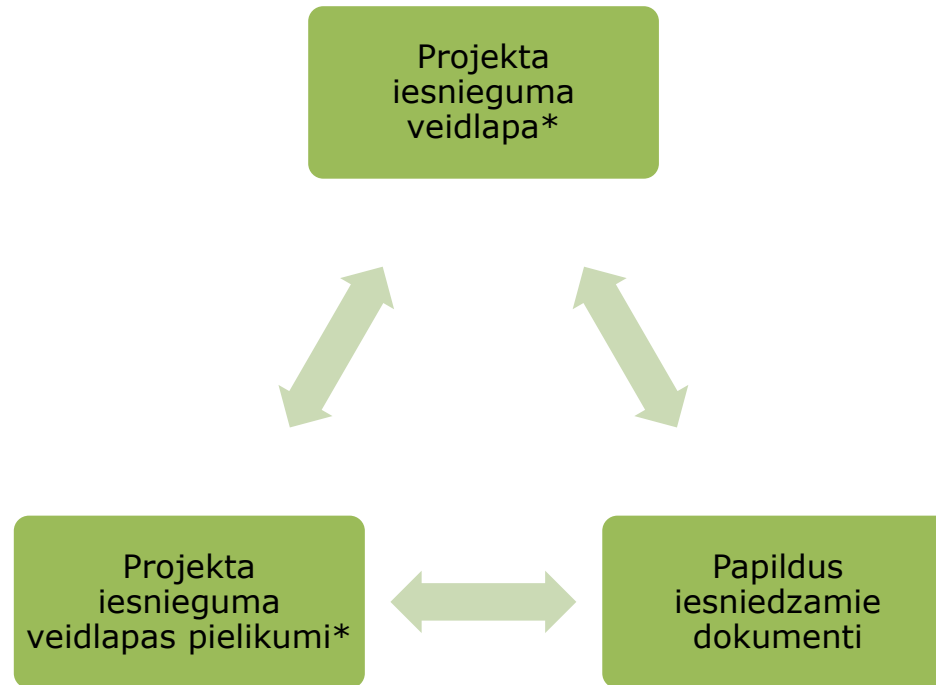 Projekta
iesnieguma
veidlapa*
Projekta
iesnieguma
veidlapas pielikumi*
Papildus
iesniedzamie
dokumenti